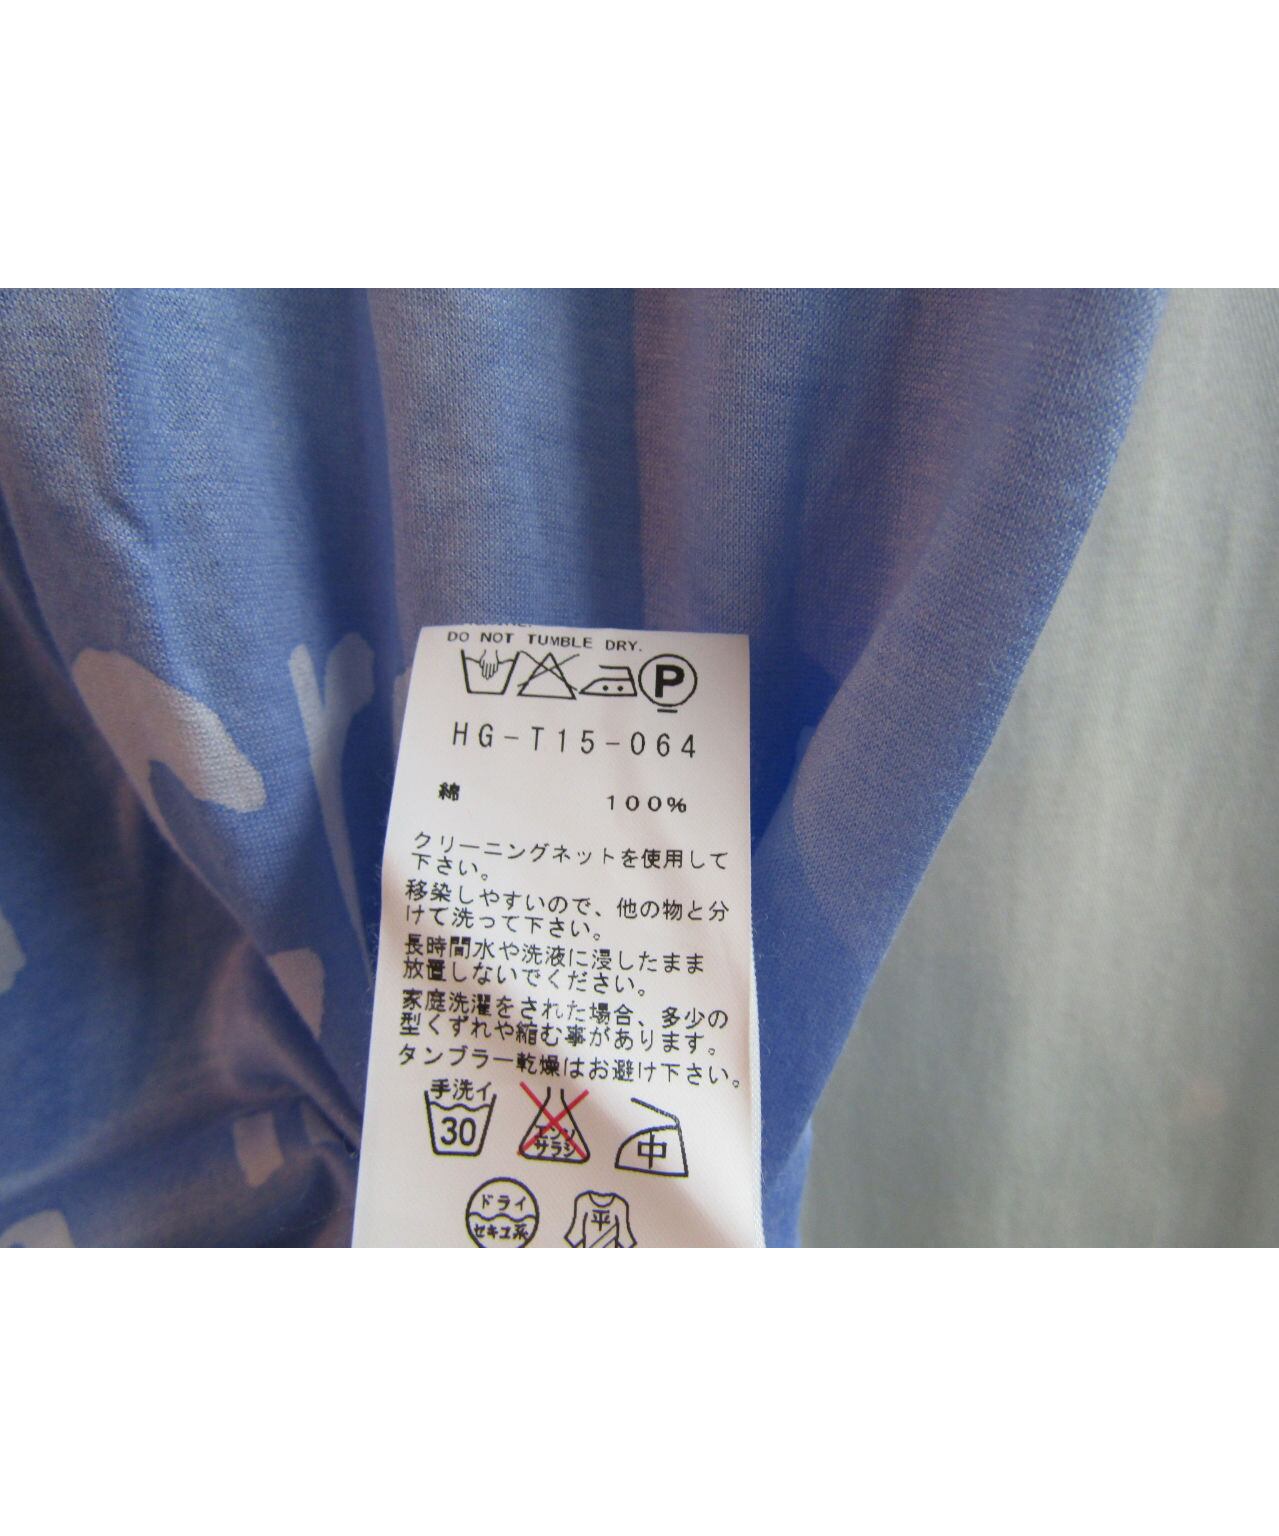 DO NOT TUMBLE DRY.
P
HG-T15-064
綿 100%
クリーニングネットを使用して
下さい。
移染しやすいので、他の物と分
けて洗って下さい。
長時間水や洗液に浸したまま
放置しないでください。
家庭洗濯をされた場合、多少の
型くずれや縮む事があります。
タンブラー乾燥はお避け下さい。
手洗イ
30
エンソ
サラシ
中
ドライ
セキユ系
平